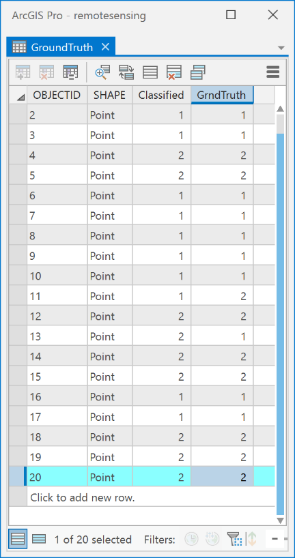 ArcGIS Pro - remotesensing
GroundTruth
OBJECTID SHAPE Classified GrndTruth
2 Point 1 1
3 Point 1 1
4 Point 2 2
5 Point 2 2
6 Point 1 1
7 Point 1 1
8 Point 1 1
9 Point 1 1
10 Point 1 1
11 Point 1 2
12 Point 2 2
13 Point 2 1
14 Point 2 2
15 Point 2 2
16 Point 1 1
17 Point 1 1
18 Point 2 2
19 Point 2 2
20 Point 2 2
Click to add new row.
1 of 20 selected Filters: